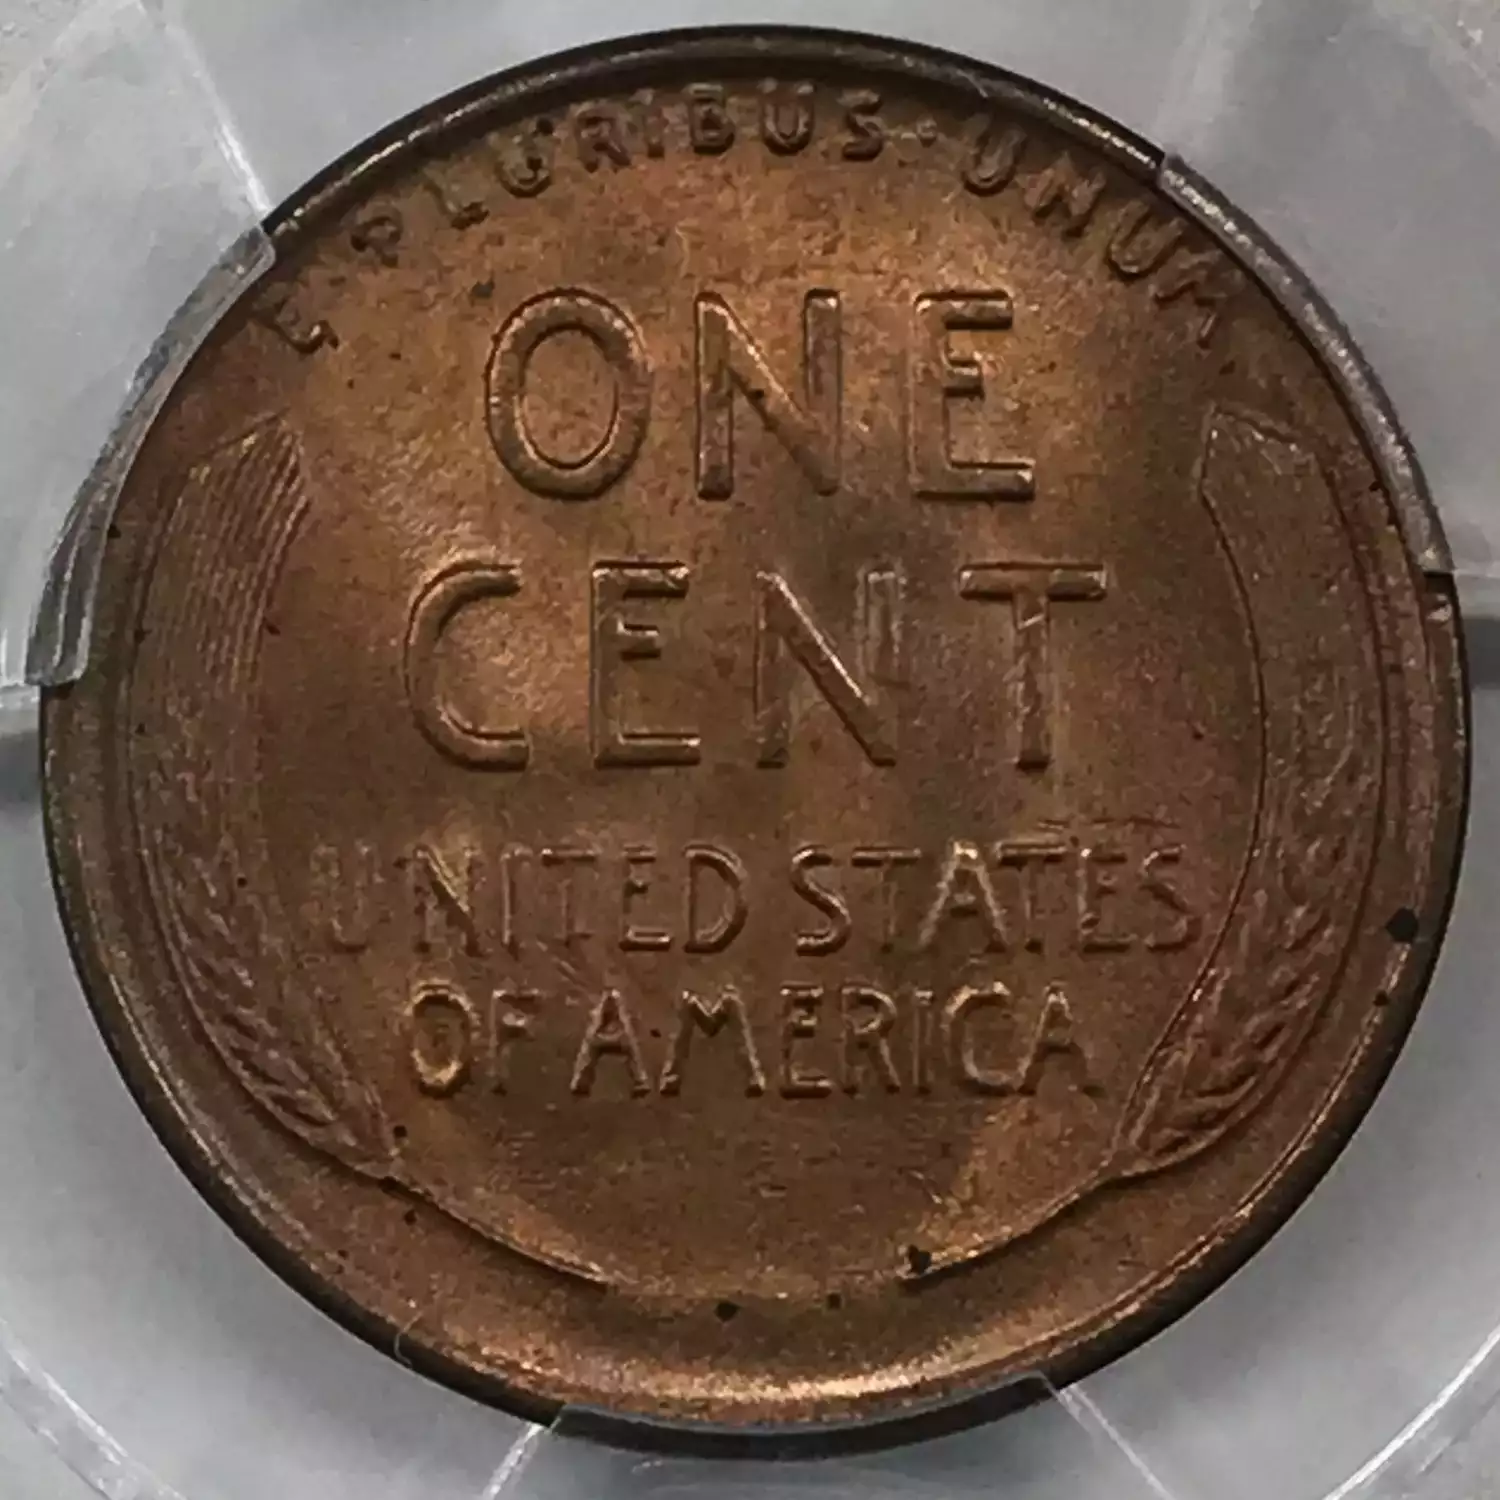 E·PLURIBUS·UNUM
ONE
CENT
UNITED STATES
OF AMERICA